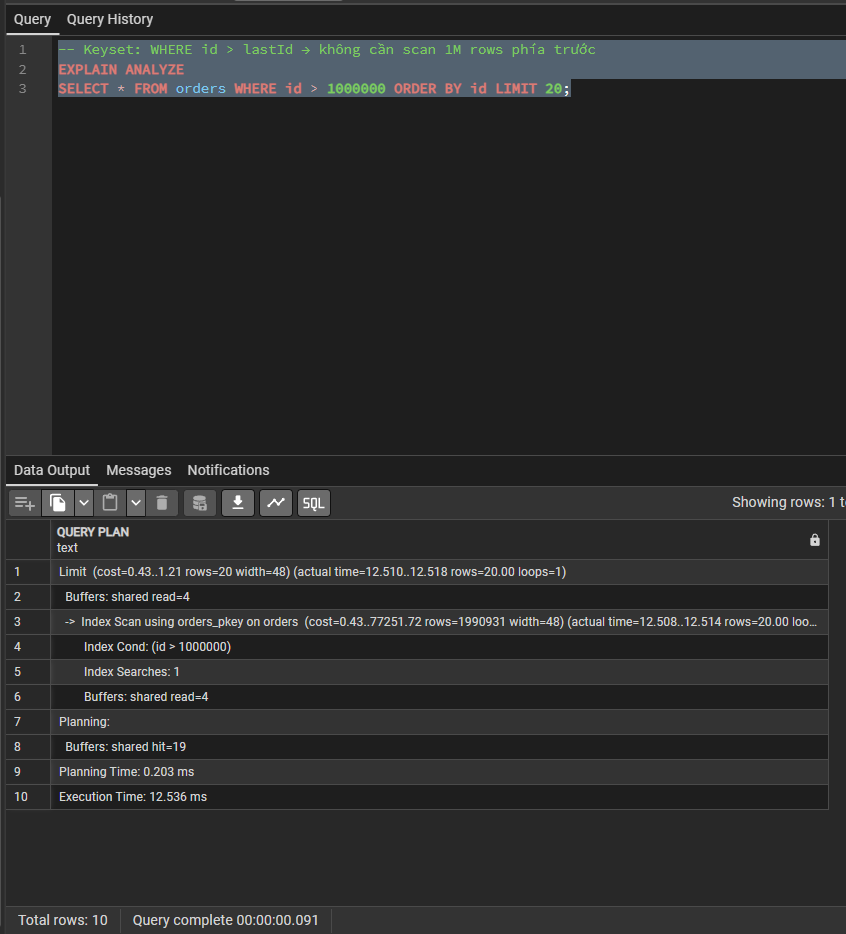 Query Query History
1 -- Keyset: WHERE id > lastId → không cần scan 1M rows phía trước
2 EXPLAIN ANALYZE
3 SELECT * FROM orders WHERE id > 1000000 ORDER BY id LIMIT 20;
Data Output Messages Notifications
SQL Showing rows: 1 t
QUERY PLAN
text
1 Limit (cost=0.43..1.21 rows=20 width=48) (actual time=12.510..12.518 rows=20.00 loops=1)
2 Buffers: shared read=4
3 -> Index Scan using orders_pkey on orders (cost=0.43..77251.72 rows=1990931 width=48) (actual time=12.508..12.514 rows=20.00 loo...
4 Index Cond: (id > 1000000)
5 Index Searches: 1
6 Buffers: shared read=4
7 Planning:
8 Buffers: shared hit=19
9 Planning Time: 0.203 ms
10 Execution Time: 12.536 ms
Total rows: 10 Query complete 00:00:00.091